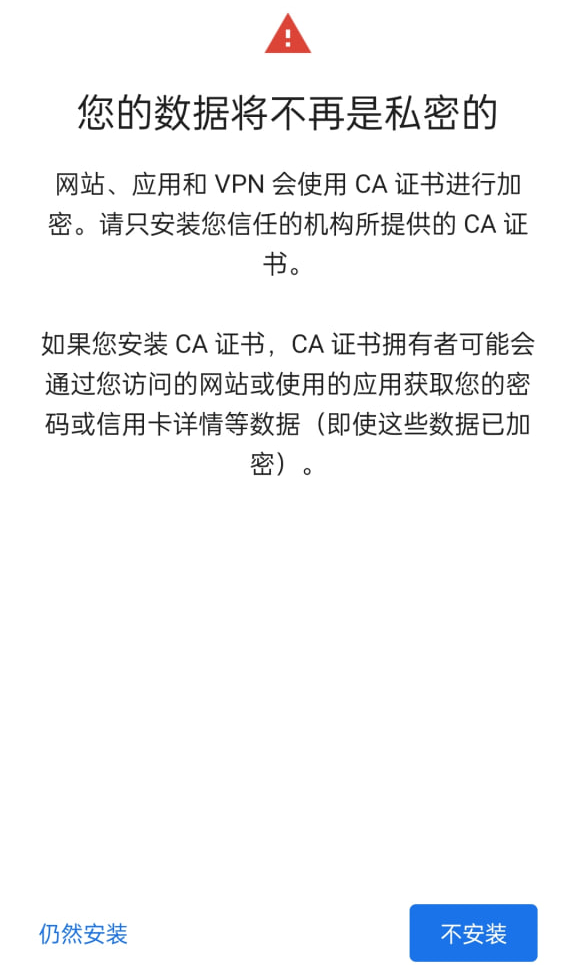 您的数据将不再是私密的
网站、应用和 VPN 会使用 CA 证书进行加
密。请只安装您信任的机构所提供的 CA 证
书。
如果您安装 CA 证书，CA 证书拥有者可能会
通过您访问的网站或使用的应用获取您的密
码或信用卡详情等数据（即使这些数据已加
密）。
仍然安装
不安装